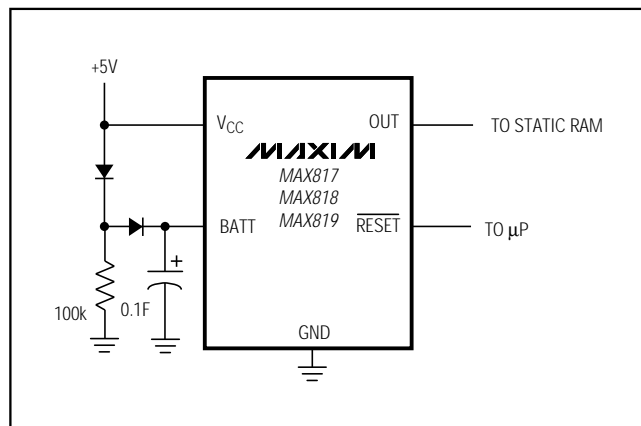 +5V
VCC
OUT
TO STATIC RAM
MAXIM
MAX817
MAX818
MAX819
BATT
RESET
TO μP
+
100k
0.1F
GND